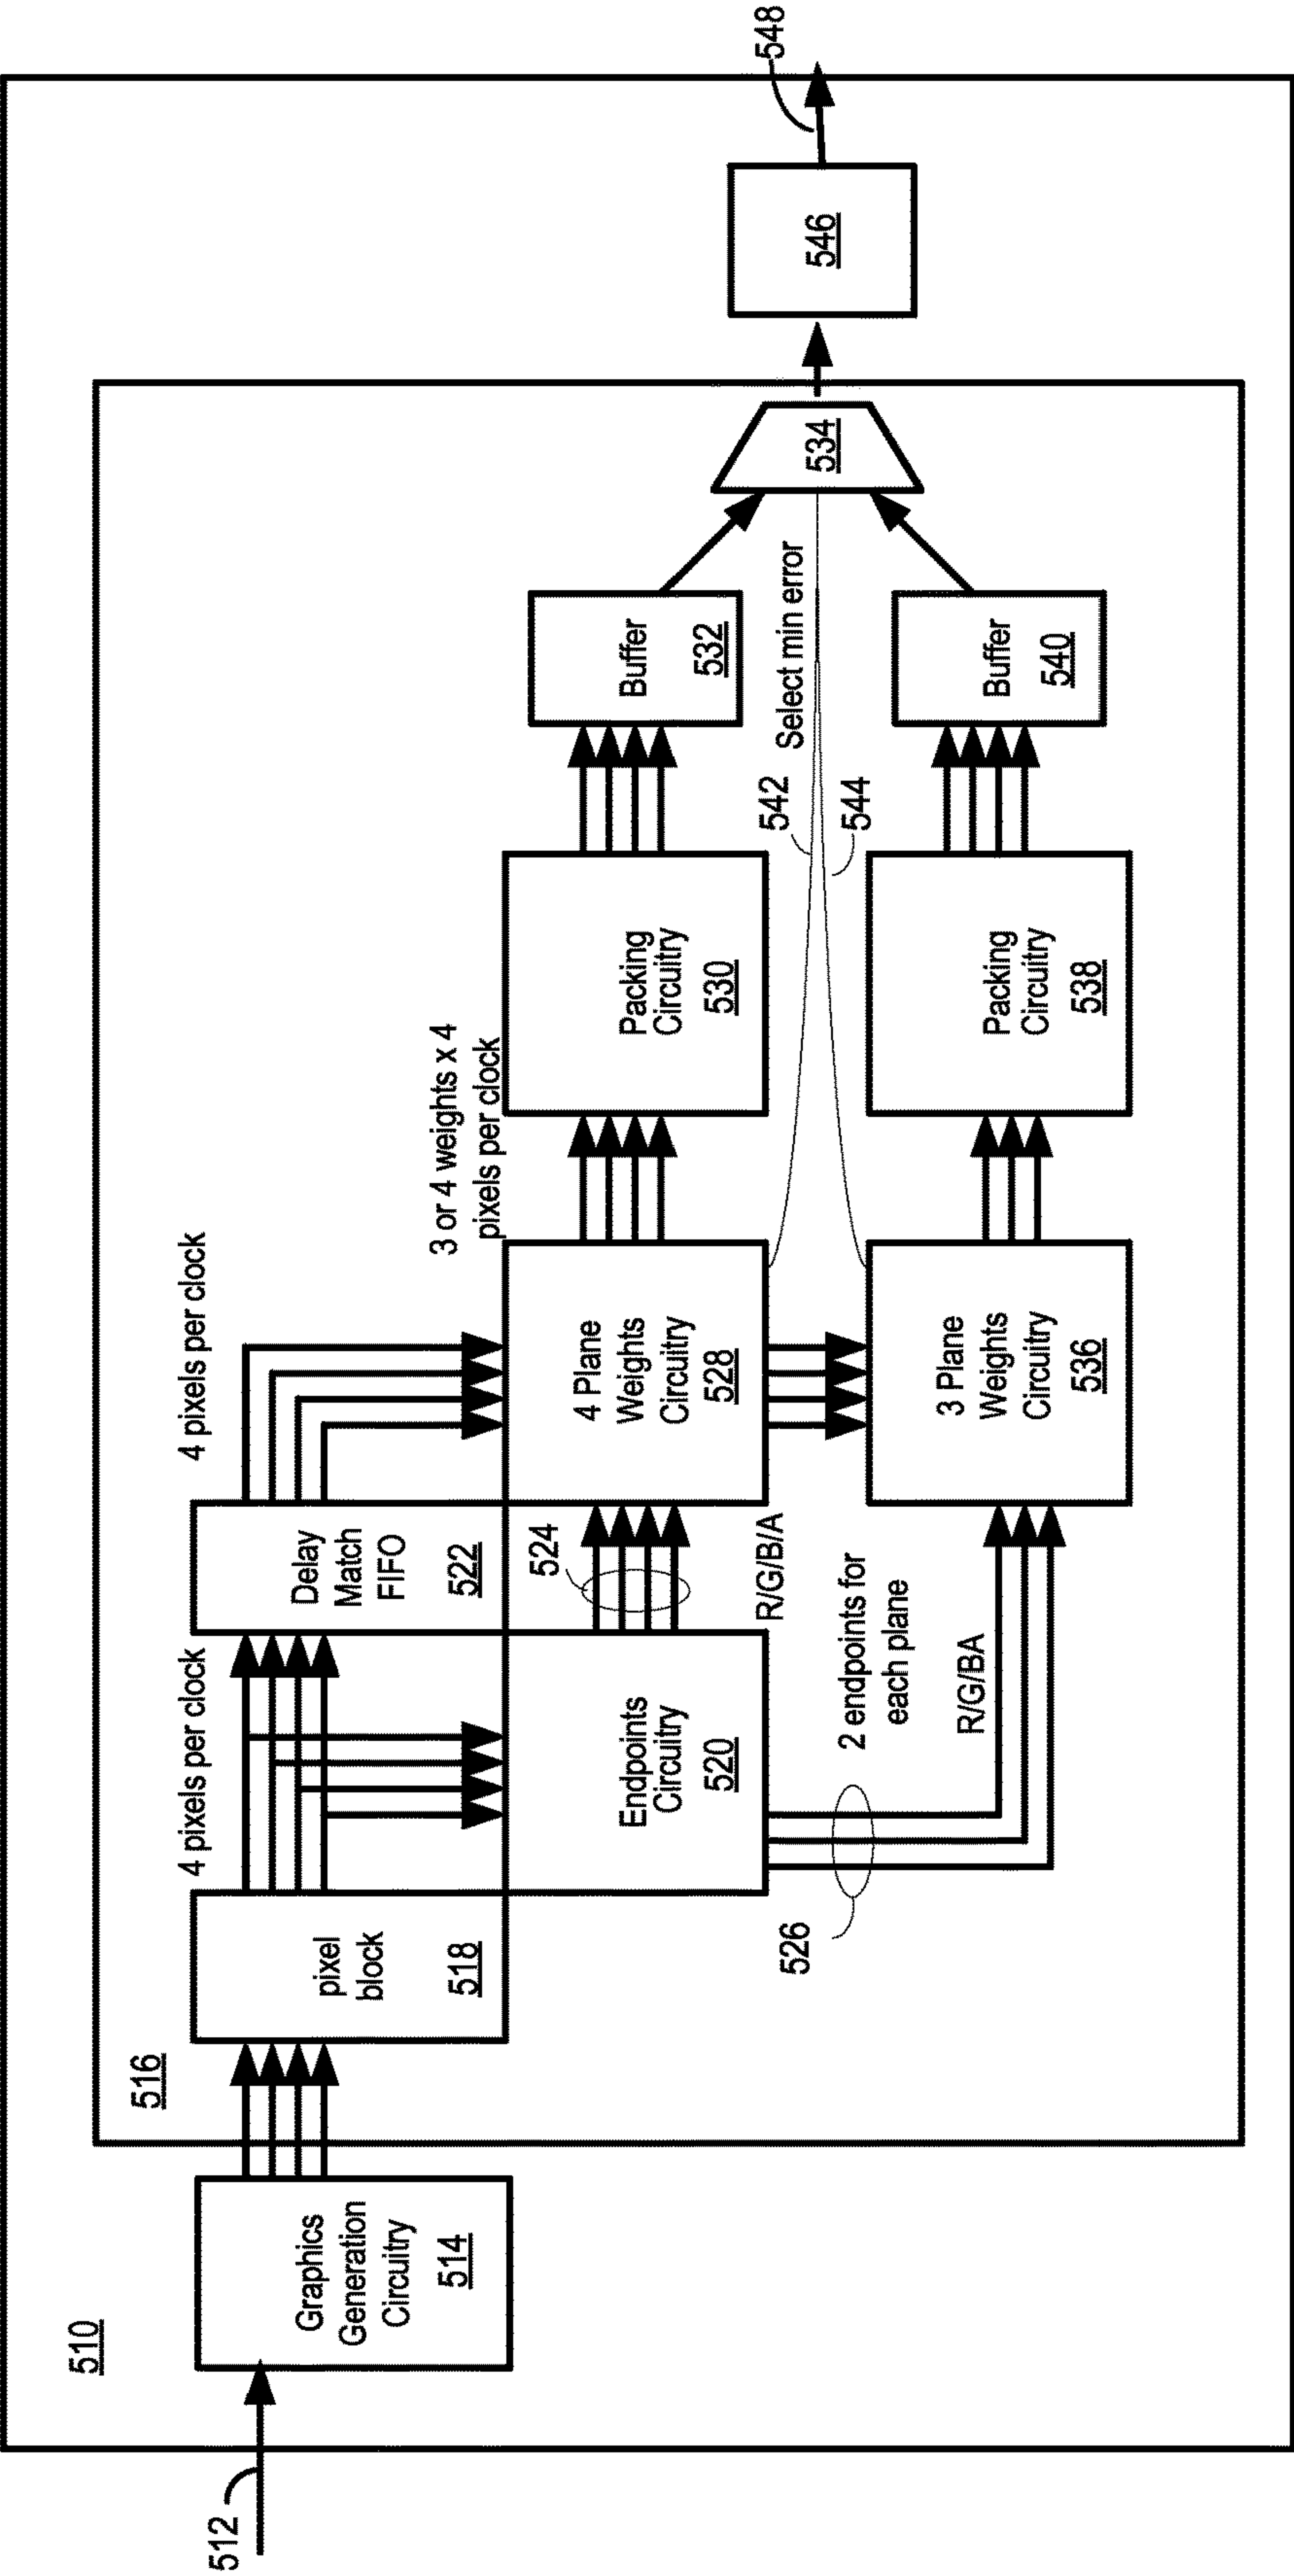 510
512
Graphics
Generation
Circuitry
514
516
pixel
block
518
4 pixels per clock
Delay
Match
FIFO
522
4 pixels per clock
Endpoints
Circuitry
520
524
R/G/B/A
526
2 endpoints for
each plane
R/G/BA
4 Plane
Weights
Circuitry
528
3 Plane
Weights
Circuitry
536
3 or 4 weights x 4
pixels per clock
Packing
Circuitry
530
Packing
Circuitry
538
542
544
Select min error
Buffer
532
Buffer
540
534
546
548